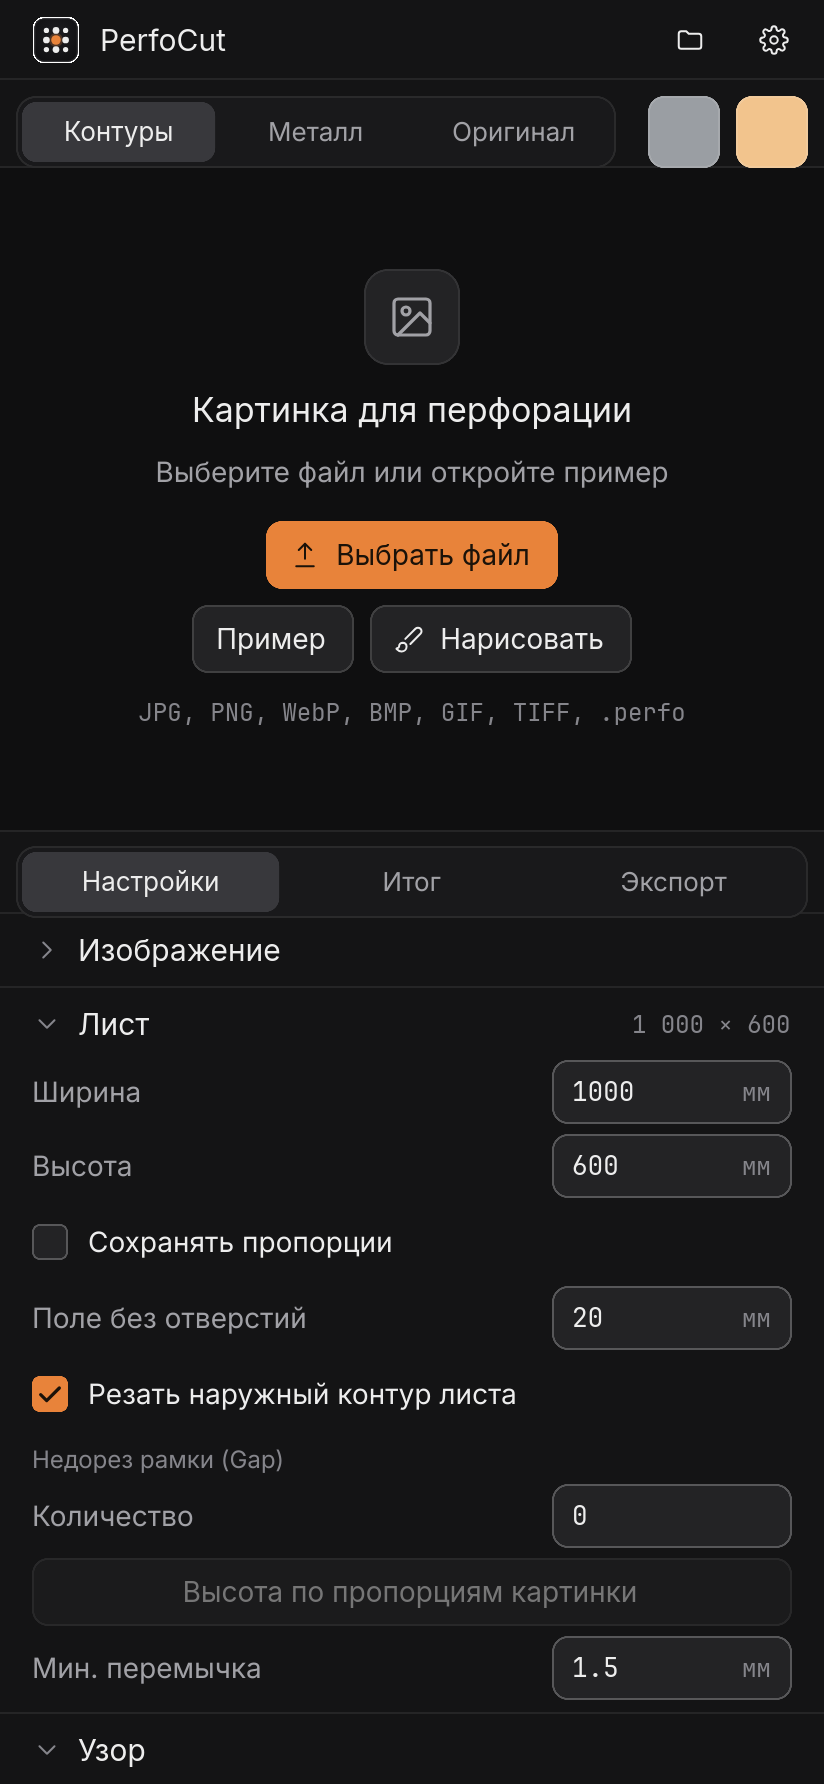 PerfoCut
Контуры Металл Оригинал
Картинка для перфорации
Выберите файл или откройте пример
Выбрать файл
Пример Нарисовать
JPG, PNG, WebP, BMP, GIF, TIFF, .perfo
Настройки Итог Экспорт
Изображение
Лист 1 000 × 600
Ширина 1000 мм
Высота 600 мм
Сохранять пропорции
Поле без отверстий 20 мм
Резать наружный контур листа
Недорез рамки (Gap)
Количество 0
Высота по пропорциям картинки
Мин. перемычка 1.5 мм
Узор